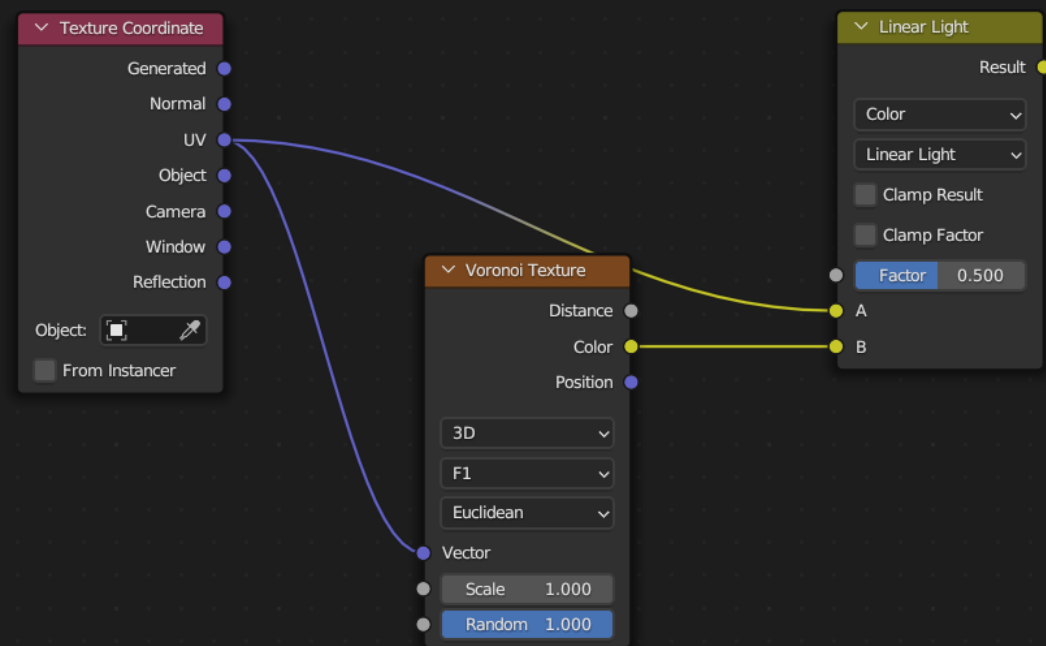 Texture Coordinate
Generated
Normal
UV
Object
Camera
Window
Reflection
Object:
From Instancer
Voronoi Texture
Distance
Color
Position
3D
F1
Euclidean
Vector
Scale 1.000
Random 1.000
Linear Light
Result
Color
Linear Light
Clamp Result
Clamp Factor
Factor 0.500
A
B